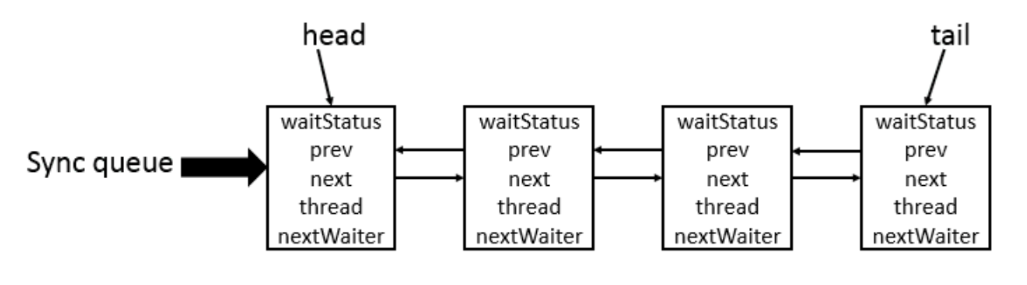 head
tail
Sync queue
waitStatus
prev
next
thread
nextWaiter
waitStatus
prev
next
thread
nextWaiter
waitStatus
prev
next
thread
nextWaiter
waitStatus
prev
next
thread
nextWaiter